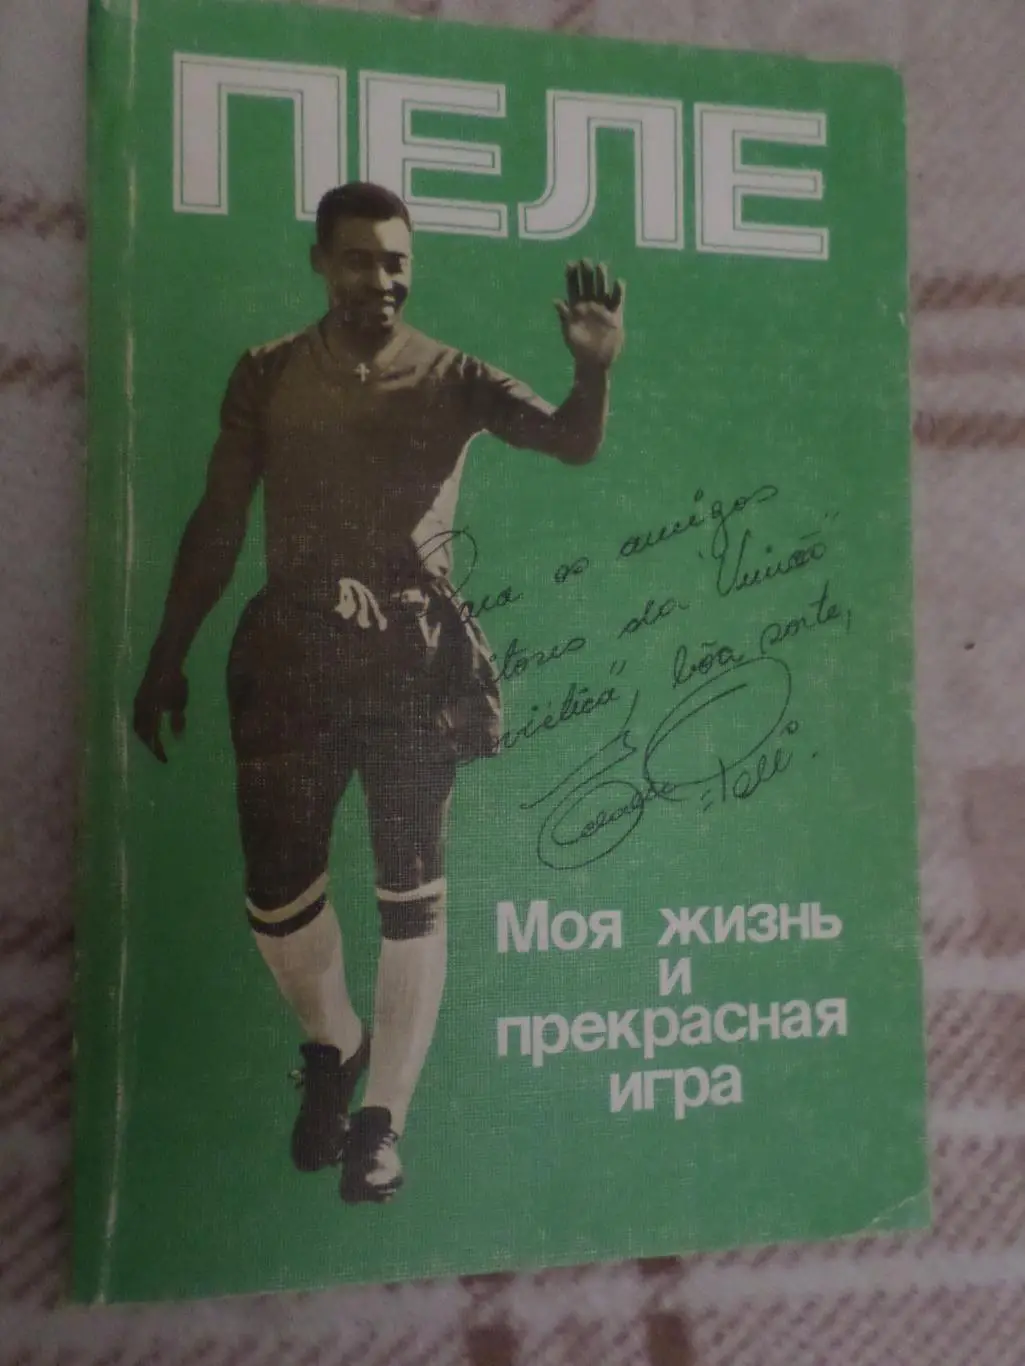 ПЕЛЕ
Para os amigos
leitores da "União
Soviética", bôa sorte,
Edson Pelé.
Моя жизнь
и
прекрасная
игра